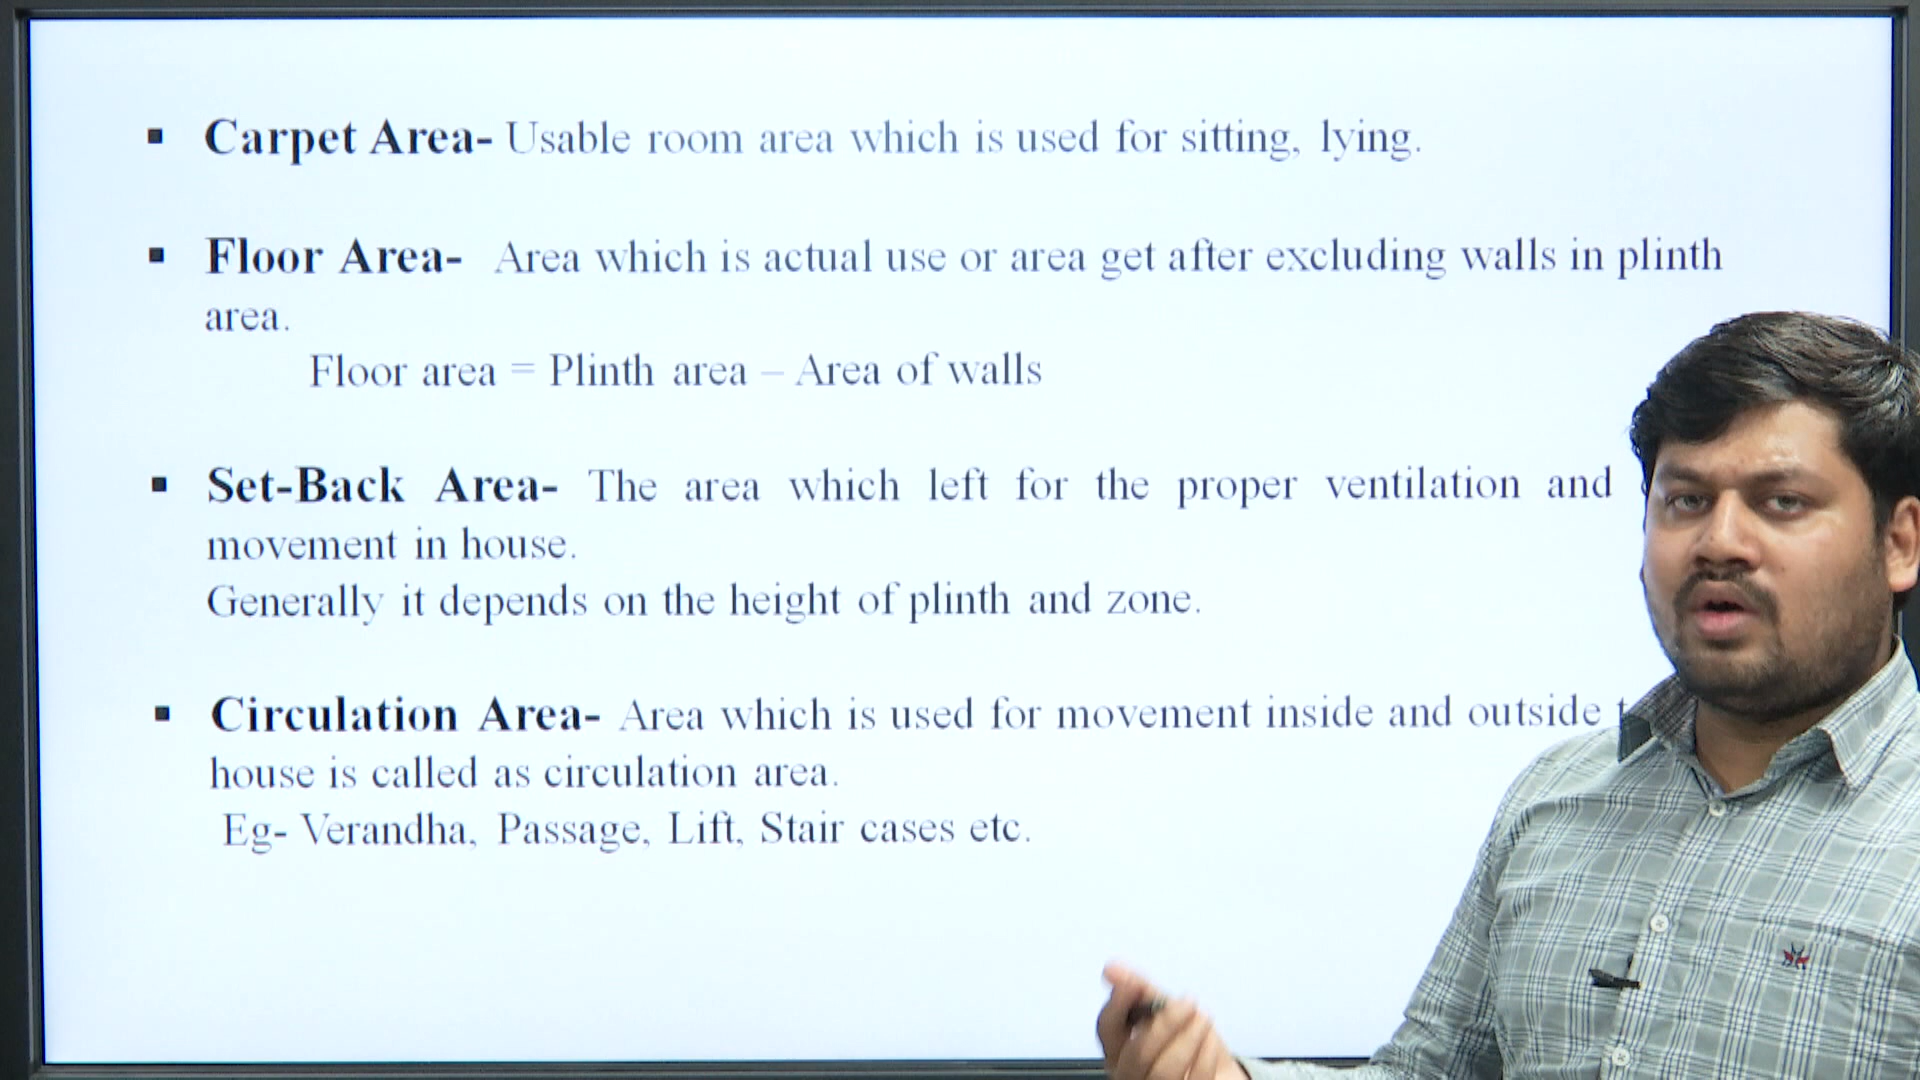 ▪ Carpet Area- Usable room area which is used for sitting, lying.
▪ Floor Area- Area which is actual use or area get after excluding walls in plinth
area.
Floor area = Plinth area – Area of walls
▪ Set-Back Area- The area which left for the proper ventilation and
movement in house.
Generally it depends on the height of plinth and zone.
▪ Circulation Area- Area which is used for movement inside and outside
house is called as circulation area.
Eg- Verandha, Passage, Lift, Stair cases etc.